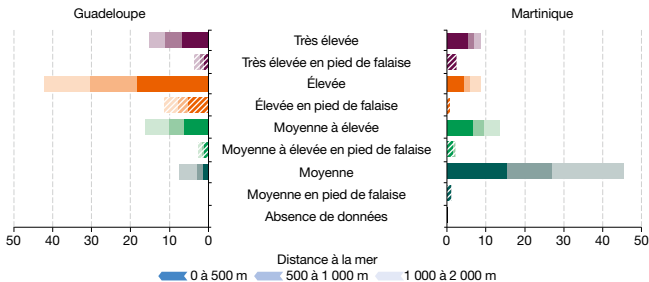 Guadeloupe
Martinique
Très élevée
Très élevée en pied de falaise
Élevée
Élevée en pied de falaise
Moyenne à élevée
Moyenne à élevée en pied de falaise
Moyenne
Moyenne en pied de falaise
Absence de données
50 40 30 20 10 0
0 10 20 30 40 50
Distance à la mer
0 à 500 m 500 à 1 000 m 1 000 à 2 000 m